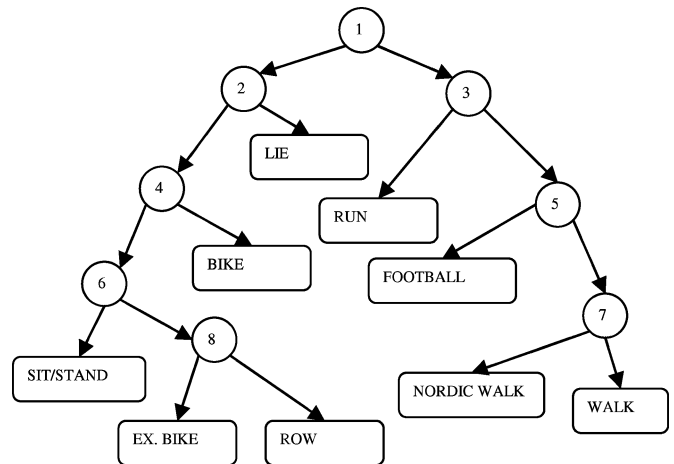 1
2
3
LIE
4
5
RUN
BIKE
FOOTBALL
6
7
8
SIT/STAND
NORDIC WALK
WALK
EX. BIKE
ROW